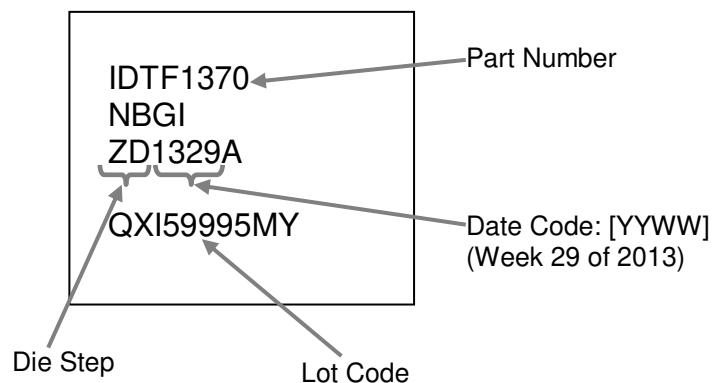 IDTF1370
NBGI
ZD1329A
QXI59995MY
Part Number
Date Code: [YYWW]
(Week 29 of 2013)
Die Step
Lot Code